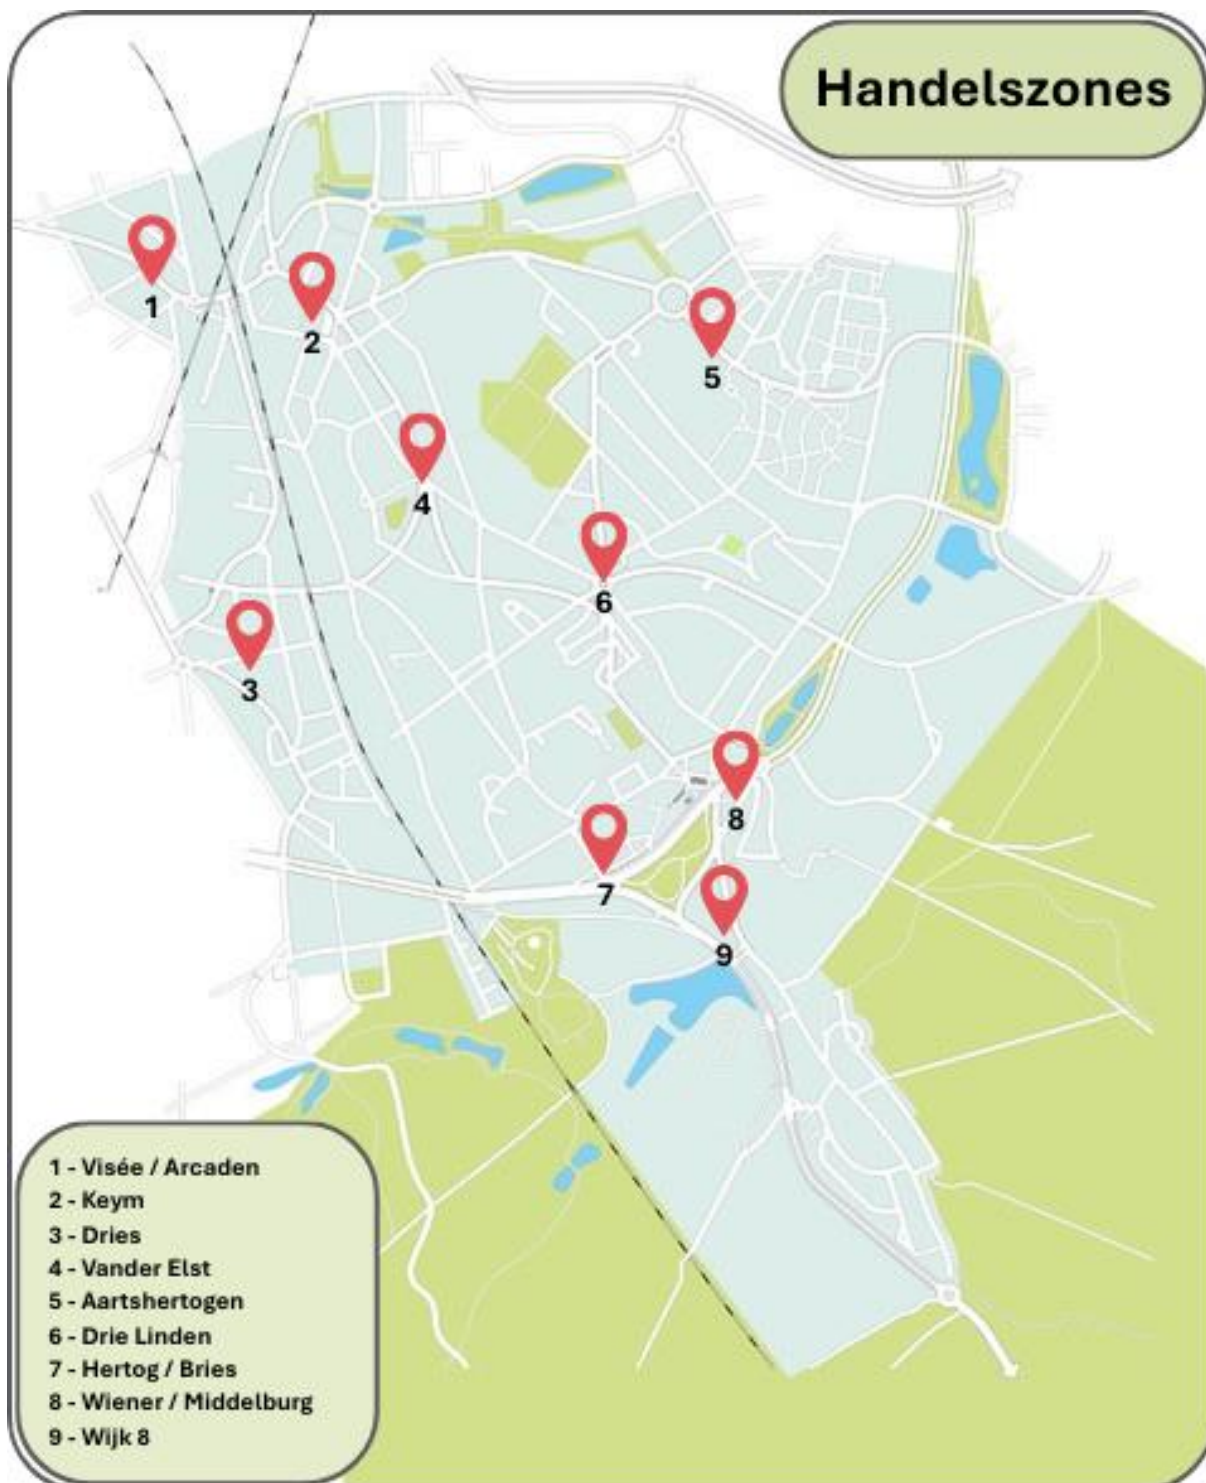 Handelszones
1
2
5
4
6
3
8
7
9
1 - Visée / Arcaden
2 - Keym
3 - Dries
4 - Vander Elst
5 - Aartshertogen
6 - Drie Linden
7 - Hertog / Bries
8 - Wiener / Middelburg
9 - Wijk 8